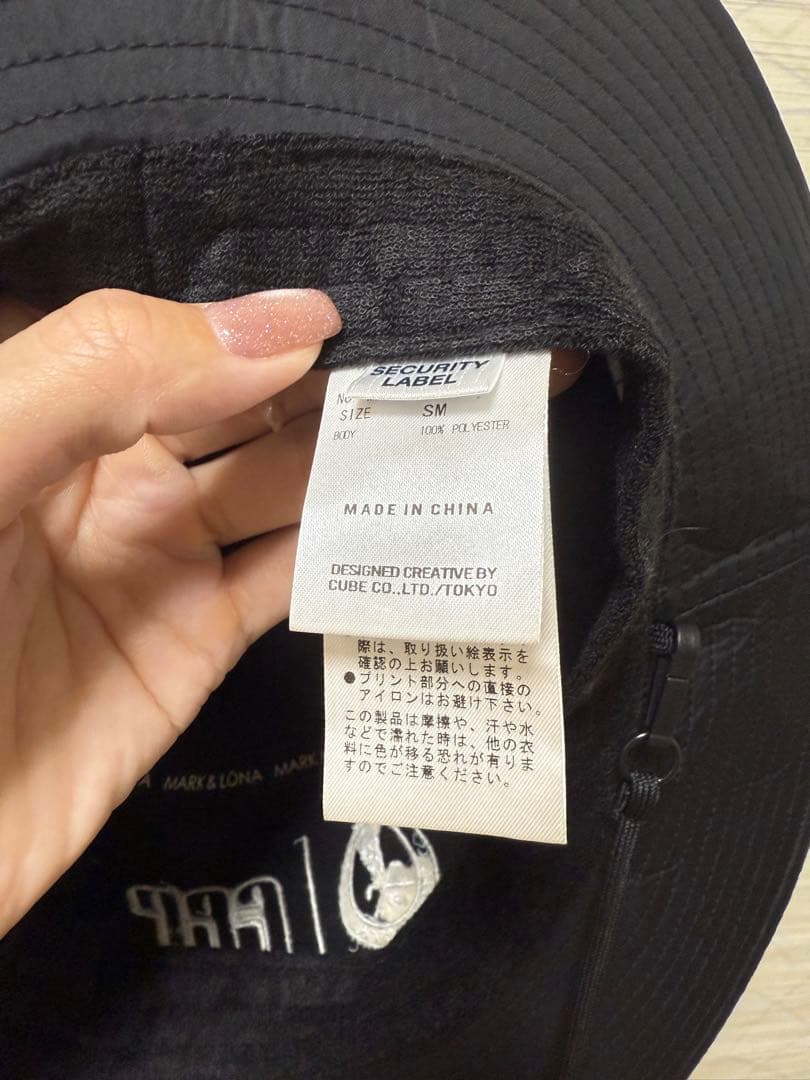 SECURITY
LABEL
SIZE SM
BODY 100% POLYESTER
MADE IN CHINA
DESIGNED CREATIVE BY
CUBE CO.,LTD./TOKYO
際は、取り扱い絵表示を
確認の上お願いします。
●プリント部分への直接の
アイロンはお避け下さい。
この製品は摩擦や、汗や水
などで濡れた時は、他の衣
料に色が移る恐れが有りま
すのでご注意ください。
MARK&LONA MARK